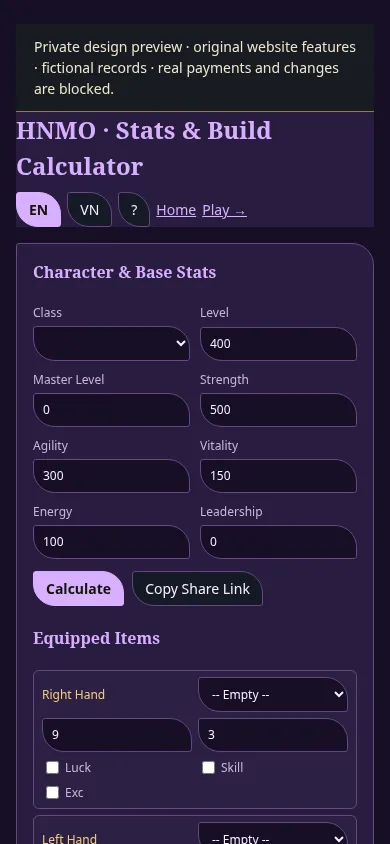 Private design preview · original website features
· fictional records · real payments and changes
are blocked.
HNMO · Stats & Build
Calculator
EN VN ? Home Play →
Character & Base Stats
Class Level
400
Master Level Strength
0 500
Agility Vitality
300 150
Energy Leadership
100 0
Calculate Copy Share Link
Equipped Items
Right Hand -- Empty --
9 3
Luck Skill
Exc
Left Hand -- Empty --